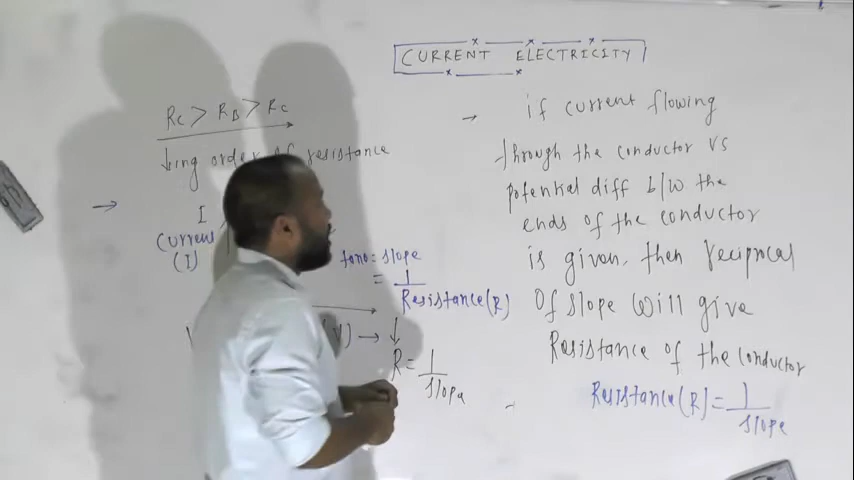 CURRENT ELECTRICITY
RC > RB > RC
↓ing order of resistance
→
I
Current
(I)
tanθ = slope
= 1
Resistance(R)
V) →
↓
R = 1
slope
→ if current flowing
through the conductor VS
potential diff b/w the
ends of the conductor
is given, then reciprocal
of slope will give
Resistance of the conductor
Resistance(R) = 1
slope